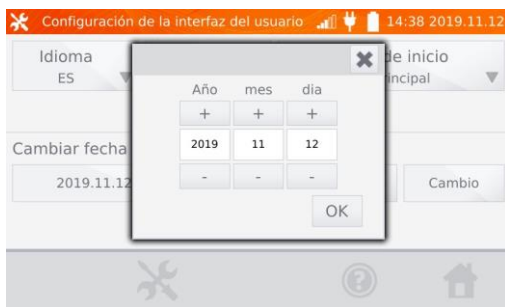 Configuración de la interfaz del usuario 14:38 2019.11.12
Idioma de inicio
ES ncipal
Año mes dia
+ + +
Cambiar fecha 2019 11 12
2019.11.12 - - - Cambio
OK